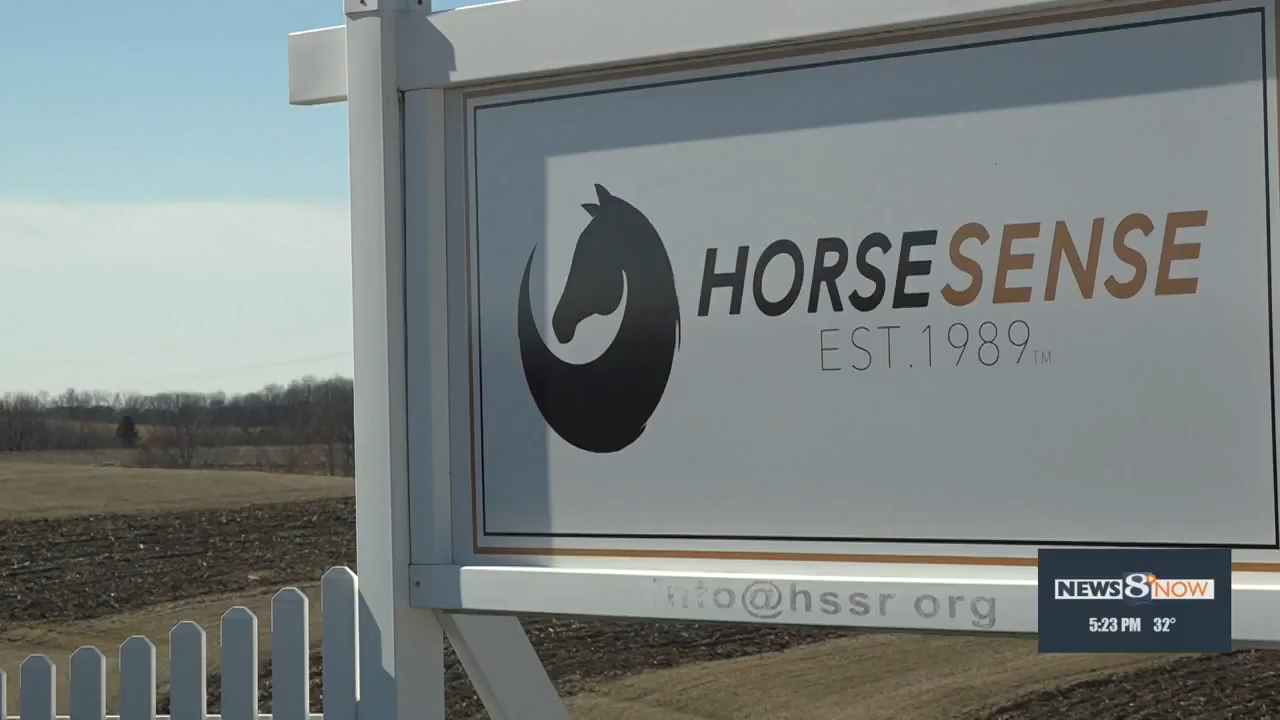 HORSESENSE
EST.1989™
info@hssr org
NEWS 8 NOW
5:23 PM 32°